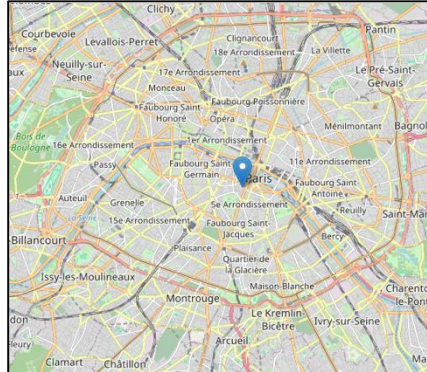 Clichy
Courbevoie
Pantin
Clignancourt
Levallois-Perret
La Villette
18e Arrondissement
Neuilly-sur-
Seine
17e Arrondissement
Le Pré-Saint-
Gervais
Monceau
Faubourg Poissonnière
Faubourg Saint-
Honoré
Opéra
Ménilmontant
Bagnol
Bois de
Boulogne
16e Arrondissement
1er Arrondissement
Passy
Faubourg Saint-
Germain
11e Arrondissement
Paris
Faubourg Saint-
Antoine
Auteuil
Grenelle
5e Arrondissement
Reuilly
Saint-Man
15e Arrondissement
Faubourg Saint-
Jacques
-Billancourt
Bercy
Plaisance
Quartier de
la Glacière
Issy-les-Moulineaux
Maison-Blanche
Charento
le-Pont
Montrouge
Le Kremlin-
Bicêtre
Ivry-sur-Seine
don
Arcueil
Fleury
Clamart
Châtillon